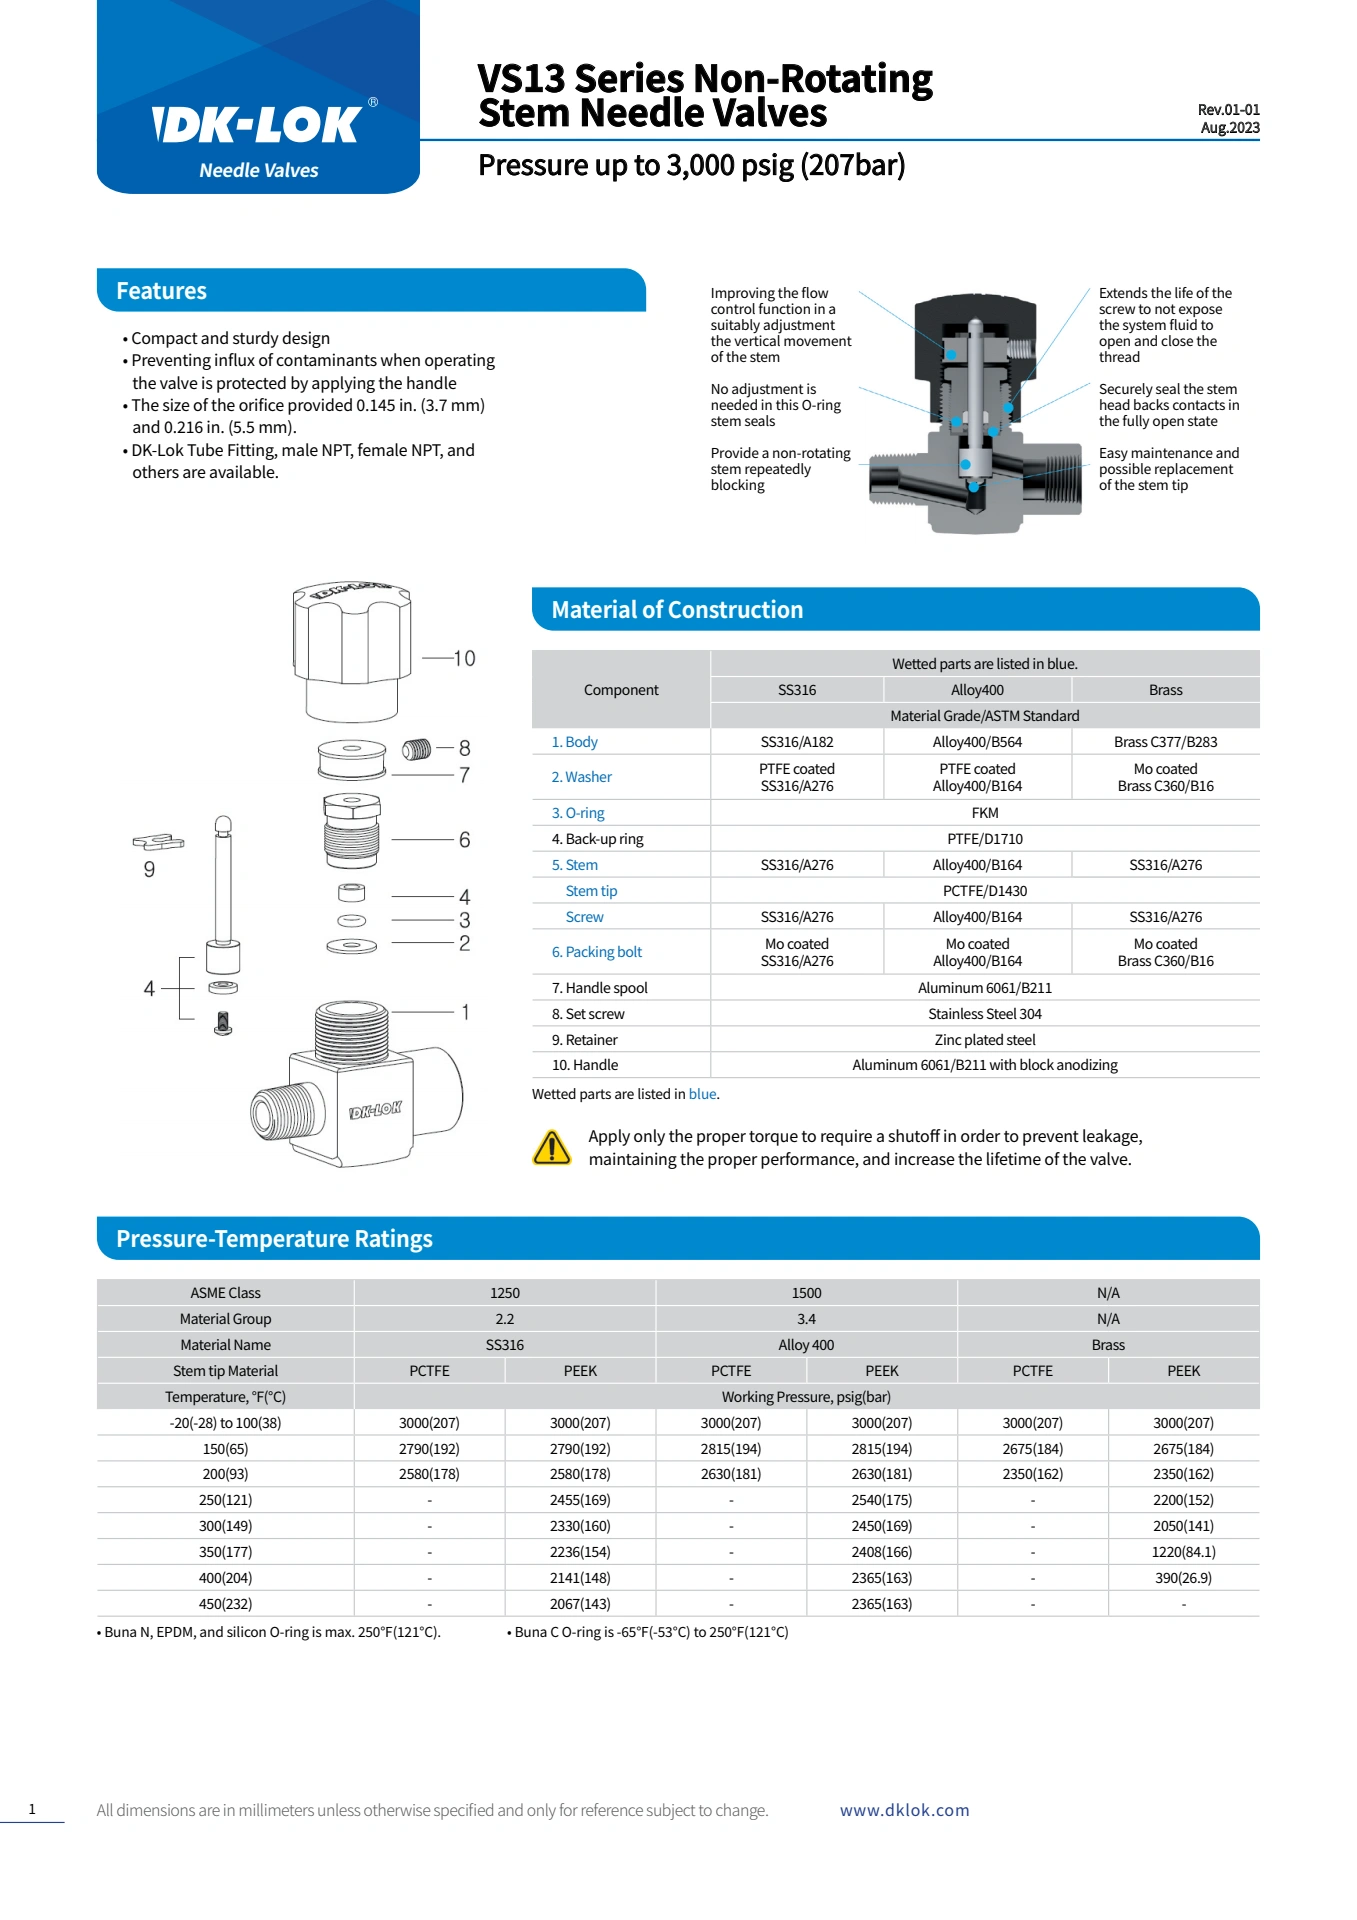 DK-LOK®
Needle Valves
VS13 Series Non-Rotating
Stem Needle Valves
Rev.01-01
Aug.2023
Pressure up to 3,000 psig (207bar)
Features
• Compact and sturdy design
• Preventing influx of contaminants when operating
the valve is protected by applying the handle
• The size of the orifice provided 0.145 in. (3.7 mm)
and 0.216 in. (5.5 mm).
• DK-Lok Tube Fitting, male NPT, female NPT, and
others are available.
Improving the flow
control function in a
suitably adjustment
the vertical movement
of the stem
No adjustment is
needed in this O-ring
stem seals
Provide a non-rotating
stem repeatedly
blocking
Extends the life of the
screw to not expose
the system fluid to
open and close the
thread
Securely seal the stem
head backs contacts in
the fully open state
Easy maintenance and
possible replacement
of the stem tip
DK-LOK
10
8
7
6
9
4
3
2
4
1
DK-LOK
Material of Construction
Component
Wetted parts are listed in blue.
SS316 Alloy400 Brass
Material Grade/ASTM Standard
1. Body SS316/A182 Alloy400/B564 Brass C377/B283
2. Washer PTFE coated SS316/A276 PTFE coated Alloy400/B164 Mo coated Brass C360/B16
3. O-ring FKM
4. Back-up ring PTFE/D1710
5. Stem SS316/A276 Alloy400/B164 SS316/A276
Stem tip PCTFE/D1430
Screw SS316/A276 Alloy400/B164 SS316/A276
6. Packing bolt Mo coated SS316/A276 Mo coated Alloy400/B164 Mo coated Brass C360/B16
7. Handle spool Aluminum 6061/B211
8. Set screw Stainless Steel 304
9. Retainer Zinc plated steel
10. Handle Aluminum 6061/B211 with block anodizing
Wetted parts are listed in blue.
Apply only the proper torque to require a shutoff in order to prevent leakage,
maintaining the proper performance, and increase the lifetime of the valve.
Pressure-Temperature Ratings
ASME Class 1250 1500 N/A
Material Group 2.2 3.4 N/A
Material Name SS316 Alloy 400 Brass
Stem tip Material PCTFE PEEK PCTFE PEEK PCTFE PEEK
Temperature, °F(°C) Working Pressure, psig(bar)
-20(-28) to 100(38) 3000(207) 3000(207) 3000(207) 3000(207) 3000(207) 3000(207)
150(65) 2790(192) 2790(192) 2815(194) 2815(194) 2675(184) 2675(184)
200(93) 2580(178) 2580(178) 2630(181) 2630(181) 2350(162) 2350(162)
250(121) - 2455(169) - 2540(175) - 2200(152)
300(149) - 2330(160) - 2450(169) - 2050(141)
350(177) - 2236(154) - 2408(166) - 1220(84.1)
400(204) - 2141(148) - 2365(163) - 390(26.9)
450(232) - 2067(143) - 2365(163) - -
• Buna N, EPDM, and silicon O-ring is max. 250°F(121°C). • Buna C O-ring is -65°F(-53°C) to 250°F(121°C)
1 All dimensions are in millimeters unless otherwise specified and only for reference subject to change. www.dklok.com